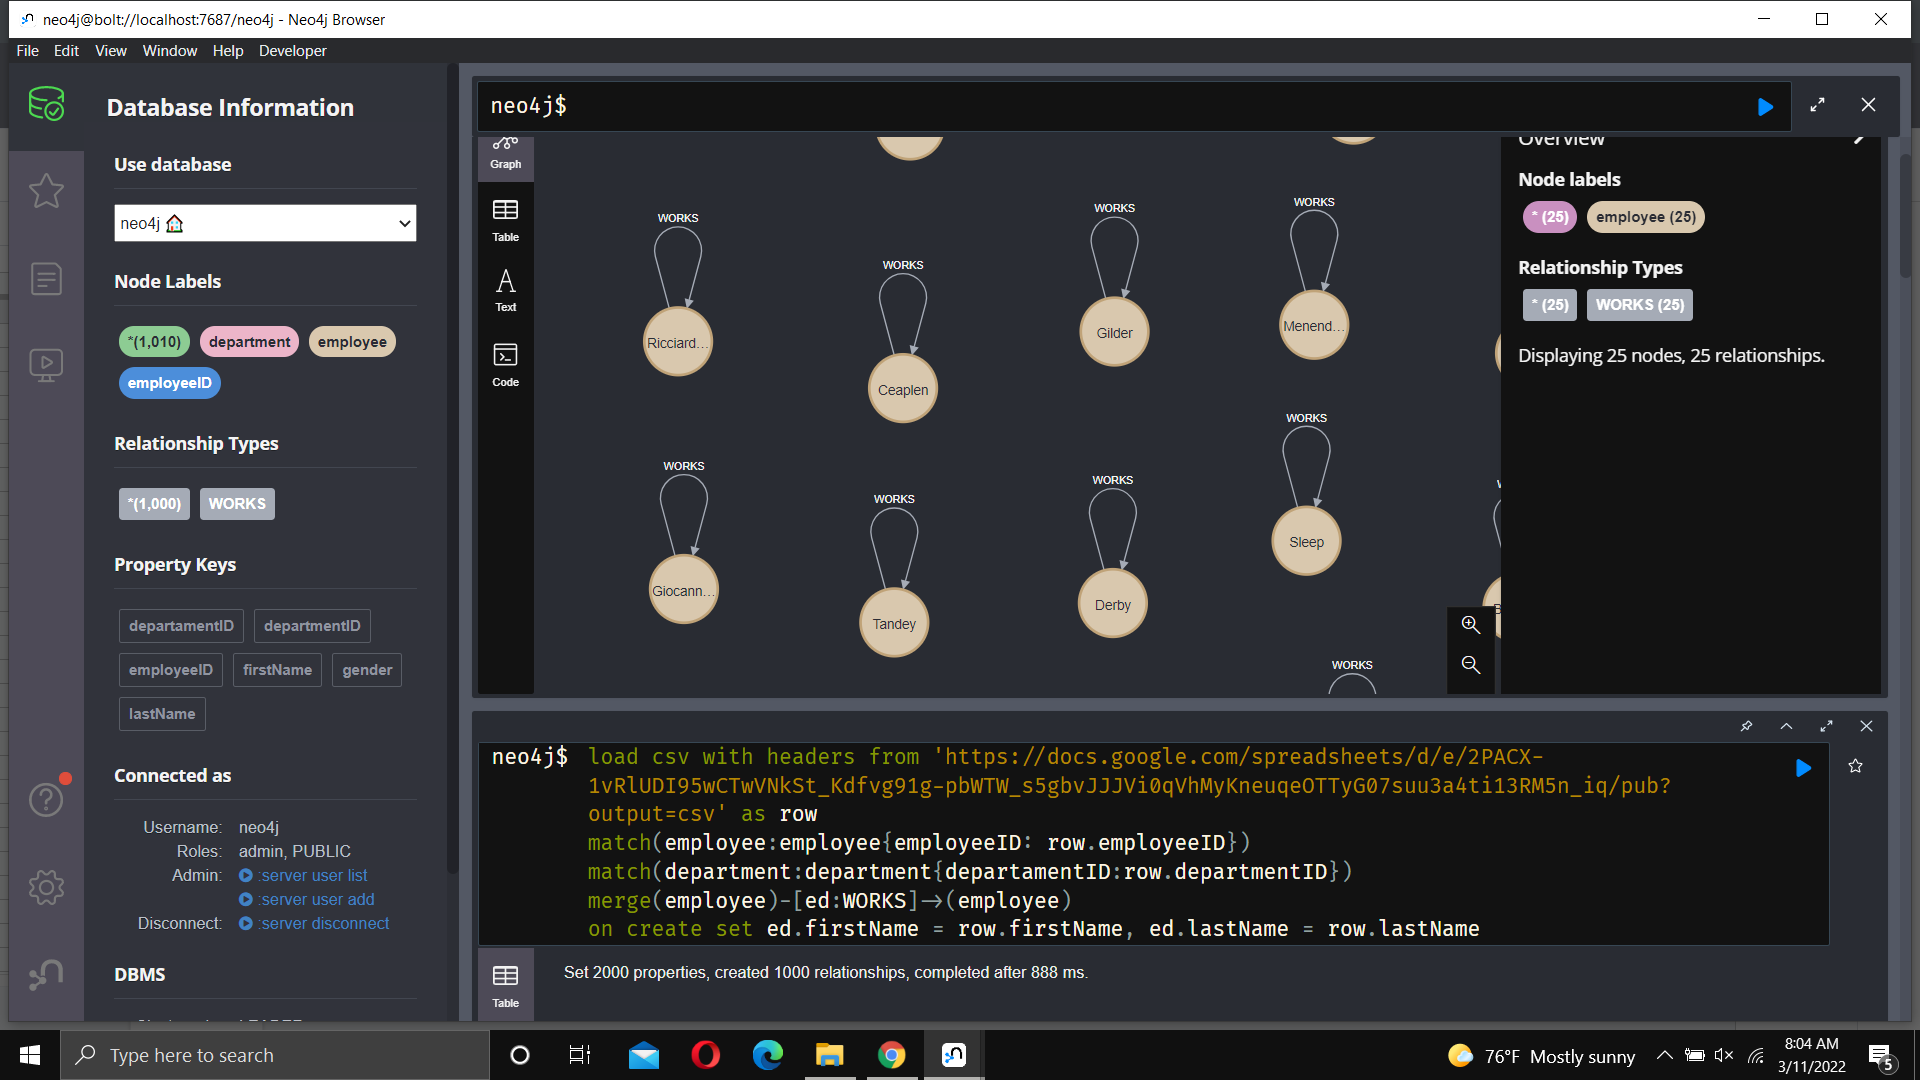 neo4j@bolt://localhost:7687/neo4j - Neo4j Browser
File Edit View Window Help Developer
Database Information
Use database
neo4j
Node Labels
*(1,010) department employee
employeeID
Relationship Types
*(1,000) WORKS
Property Keys
departamentID departmentID
employeeID firstName gender
lastName
Connected as
Username: neo4j
Roles: admin, PUBLIC
Admin: :server user list
:server user add
Disconnect: :server disconnect
DBMS
neo4j$
Graph
Table
Text
Code
WORKS
Ricciard...
WORKS
Ceaplen
WORKS
Gilder
WORKS
Menend...
WORKS
Giocann...
WORKS
Tandey
WORKS
Derby
WORKS
Sleep
WORKS
Overview
Node labels
* (25) employee (25)
Relationship Types
* (25) WORKS (25)
Displaying 25 nodes, 25 relationships.
neo4j$ load csv with headers from 'https://docs.google.com/spreadsheets/d/e/2PACX-
1vRlUDI95wCTwVNkSt_Kdfvg91g-pbWTW_s5gbvJJJVi0qVhMyKneuqeOTTyG07suu3a4ti13RM5n_iq/pub?
output=csv' as row
match(employee:employee{employeeID: row.employeeID})
match(department:department{departamentID:row.departmentID})
merge(employee)-[ed:WORKS]->(employee)
on create set ed.firstName = row.firstName, ed.lastName = row.lastName
Table
Set 2000 properties, created 1000 relationships, completed after 888 ms.
Type here to search
76°F Mostly sunny
8:04 AM
3/11/2022
5